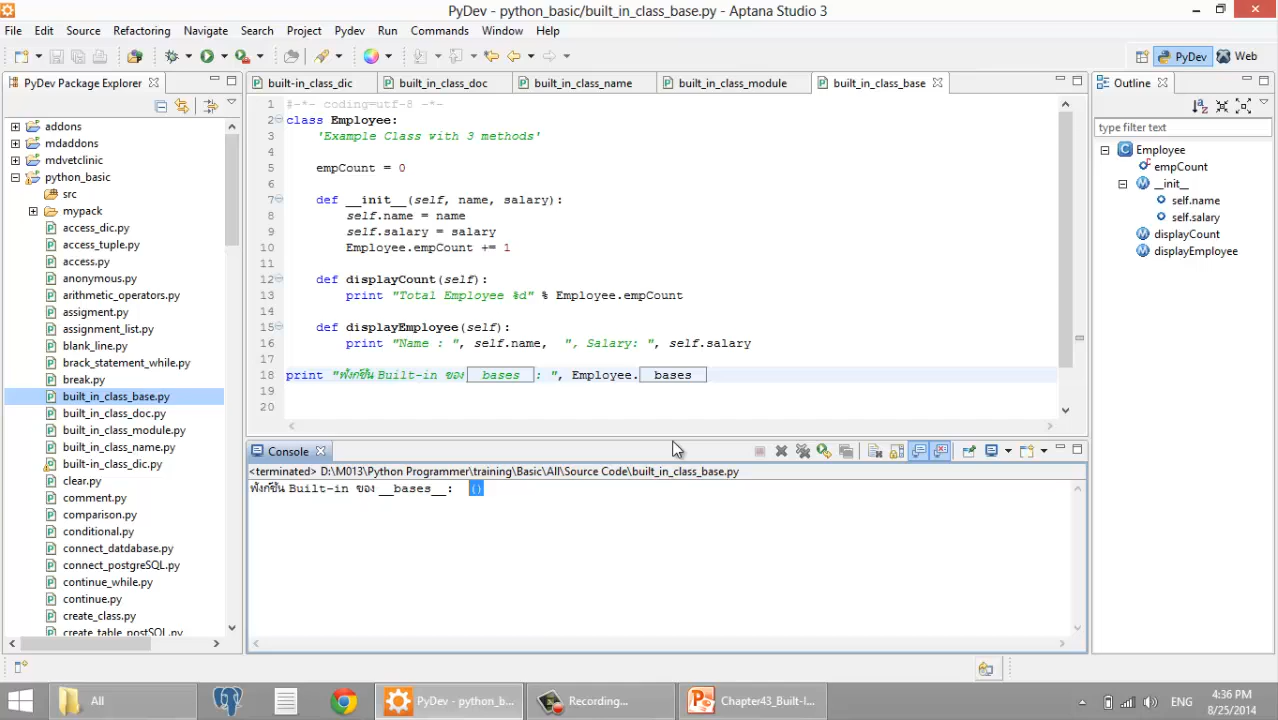 PyDev - python_basic/built_in_class_base.py - Aptana Studio 3
File Edit Source Refactoring Navigate Search Project Pydev Run Commands Window Help
PyDev Web
PyDev Package Explorer
built-in_class_dic built_in_class_doc built_in_class_name built_in_class_module built_in_class_base
Outline
type filter text
addons
mdaddons
mdvetclinic
python_basic
src
mypack
access_dic.py
access_tuple.py
access.py
anonymous.py
arithmetic_operators.py
assigment.py
assignment_list.py
blank_line.py
brack_statement_while.py
break.py
built_in_class_base.py
built_in_class_doc.py
built_in_class_module.py
built_in_class_name.py
built-in_class_dic.py
clear.py
comment.py
comparison.py
conditional.py
connect_datdabase.py
connect_postgreSQL.py
continue_while.py
continue.py
create_class.py
create_table_postSQL.py
1 #-*- coding=utf-8 -*-
2 class Employee:
3 'Example Class with 3 methods'
4
5 empCount = 0
6
7 def __init__(self, name, salary):
8 self.name = name
9 self.salary = salary
10 Employee.empCount += 1
11
12 def displayCount(self):
13 print "Total Employee %d" % Employee.empCount
14
15 def displayEmployee(self):
16 print "Name : ", self.name,  ", Salary: ", self.salary
17
18 print "ฟังก์ชัน Built-in ของ __bases__: ", Employee.__bases__
19
20
Employee
empCount
__init__
self.name
self.salary
displayCount
displayEmployee
Console
<terminated> D:\M013\Python Programmer\training\Basic\All\Source Code\built_in_class_base.py
ฟังก์ชัน Built-in ของ __bases__:  ()
All
PyDev - python_b...
Recording...
Chapter43_Built-I...
ENG
4:36 PM
8/25/2014